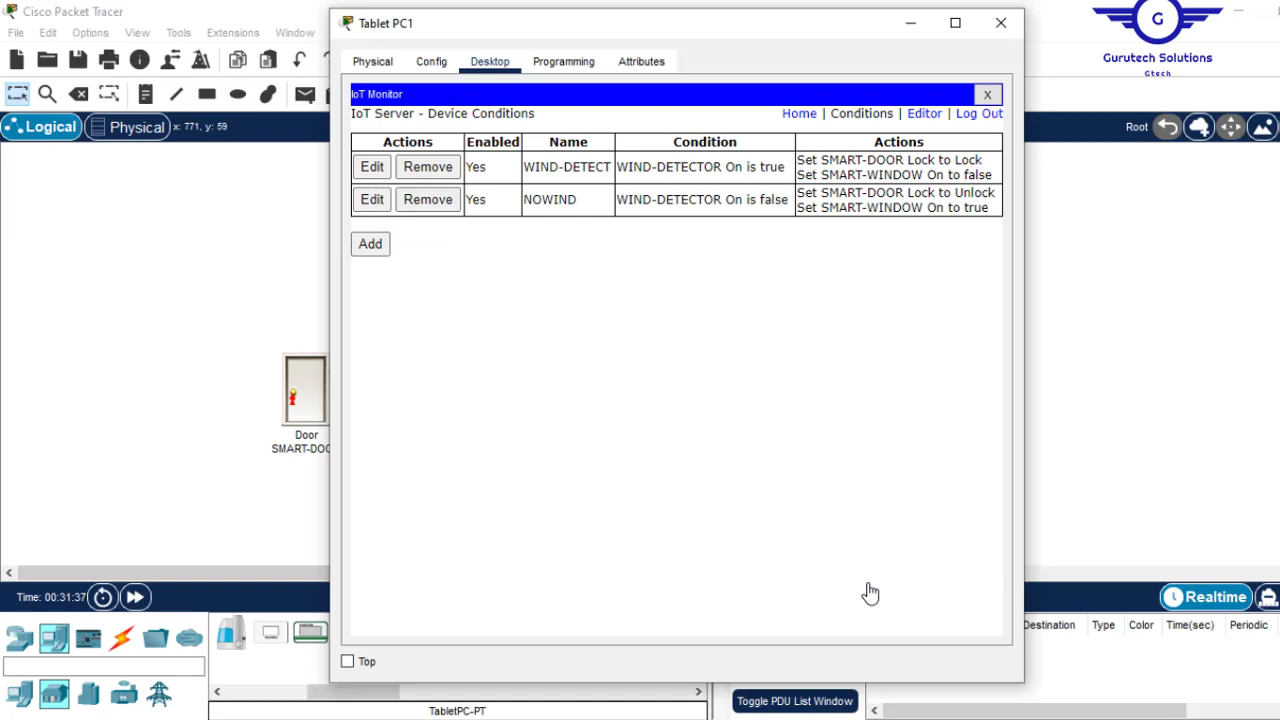 Cisco Packet Tracer
File Edit Options View Tools Extensions Window
Logical Physical x: 771, y: 59
Root
Tablet PC1
Physical Config Desktop Programming Attributes
IoT Monitor X
IoT Server - Device Conditions Home | Conditions | Editor | Log Out
Actions Enabled Name Condition Actions
Edit Remove Yes WIND-DETECT WIND-DETECTOR On is true Set SMART-DOOR Lock to Lock
Set SMART-WINDOW On to false
Edit Remove Yes NOWIND WIND-DETECTOR On is false Set SMART-DOOR Lock to Unlock
Set SMART-WINDOW On to true
Add
Top
G
Gurutech Solutions
Gtech
Door
SMART-DOO
Time: 00:31:37
Realtime
Destination Type Color Time(sec) Periodic
Toggle PDU List Window
TabletPC-PT